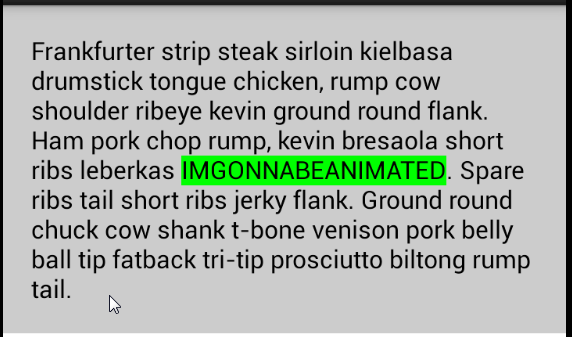 Frankfurter strip steak sirloin kielbasa
drumstick tongue chicken, rump cow
shoulder ribeye kevin ground round flank.
Ham pork chop rump, kevin bresaola short
ribs leberkas IMGONNABEANIMATED. Spare
ribs tail short ribs jerky flank. Ground round
chuck cow shank t-bone venison pork belly
ball tip fatback tri-tip prosciutto biltong rump
tail.